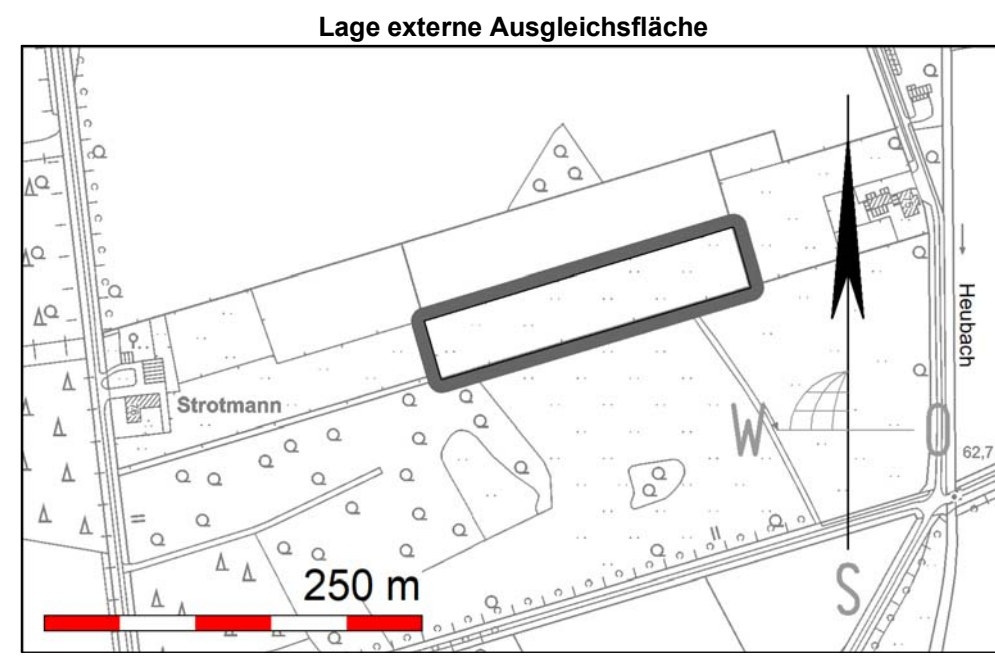 Lage externe Ausgleichsfläche
Heubach
Strotmann
W
O
62,7
250 m
S